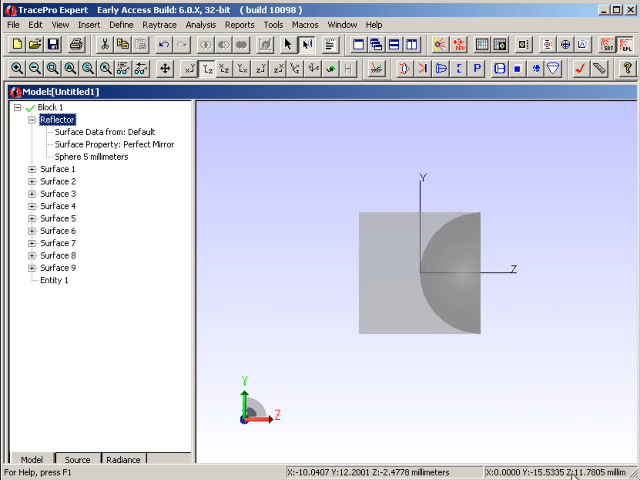 TracePro Expert Early Access Build: 6.0.X, 32-bit ( build 10098 )
File Edit View Insert Define Analysis Raytrace Analysis Reports Tools Macros Window Help
Model:[Untitled1]
Block 1
Reflector
Surface Data from: Default
Surface Property: Perfect Mirror
Sphere 5 millimeters
Surface 1
Surface 2
Surface 3
Surface 4
Surface 5
Surface 6
Surface 7
Surface 8
Surface 9
Entity 1
Y
Z
Y
Z
Model Source Radiance
For Help, press F1 X:-10.0407 Y:12.2001 Z:-2.4778 millimeters X:0.0000 Y:-15.5335 Z:11.7805 millim